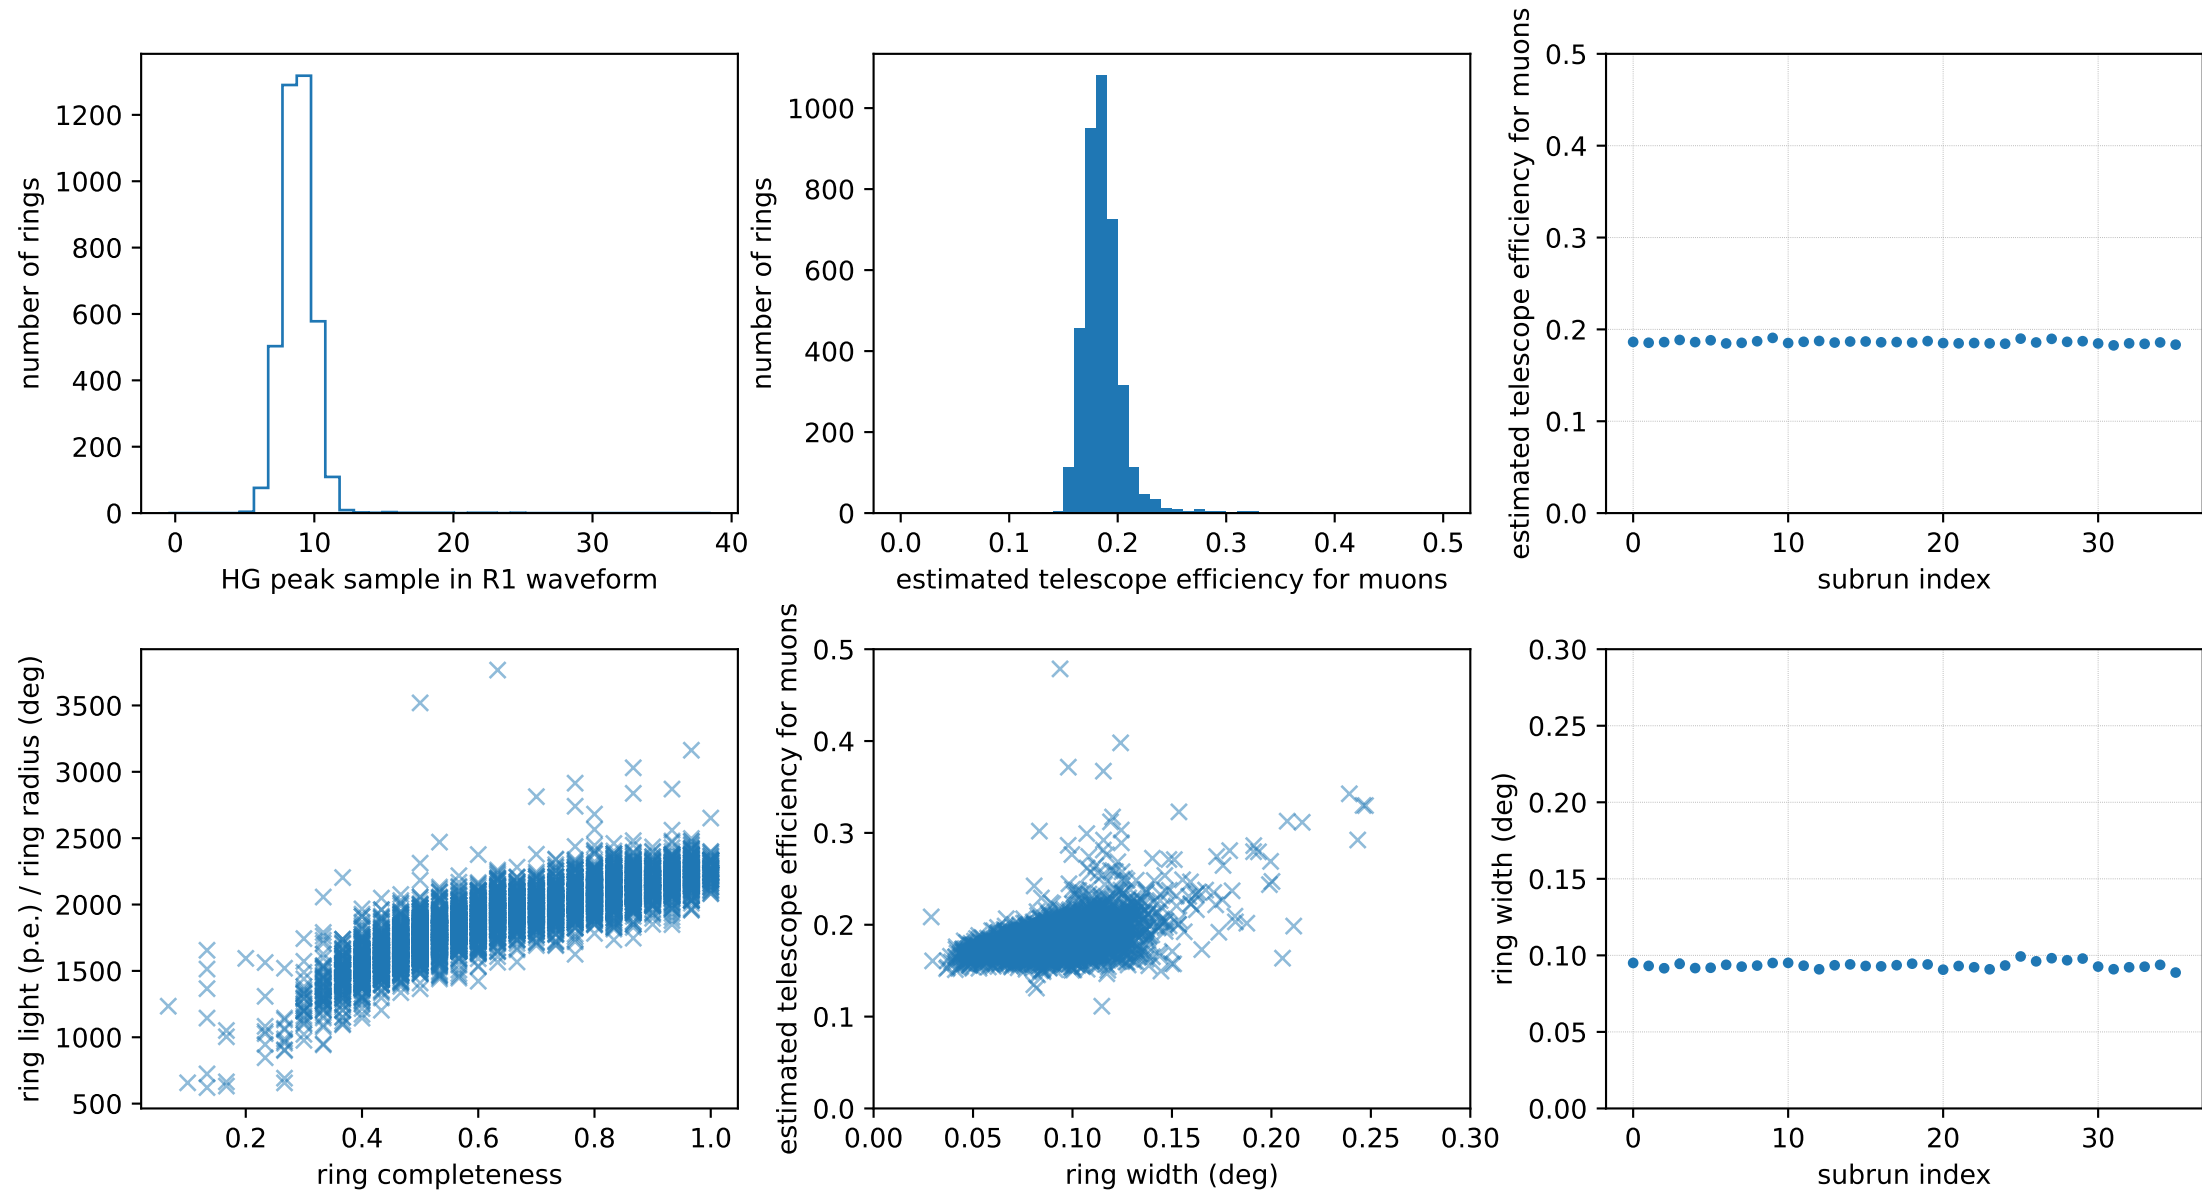 number of rings
0
200
400
600
800
1000
1200
0 10 20 30 40
HG peak sample in R1 waveform
number of rings
0
200
400
600
800
1000
0.0 0.1 0.2 0.3 0.4 0.5
estimated telescope efficiency for muons
estimated telescope efficiency for muons
0.5
0.4
0.3
0.2
0.1
0.0
0 10 20 30
subrun index
ring light (p.e.) / ring radius (deg)
3500
3000
2500
2000
1500
1000
500
0.2 0.4 0.6 0.8 1.0
ring completeness
estimated telescope efficiency for muons
0.5
0.4
0.3
0.2
0.1
0.0
0.00 0.05 0.10 0.15 0.20 0.25 0.30
ring width (deg)
ring width (deg)
0.30
0.25
0.20
0.15
0.10
0.05
0.00
0 10 20 30
subrun index